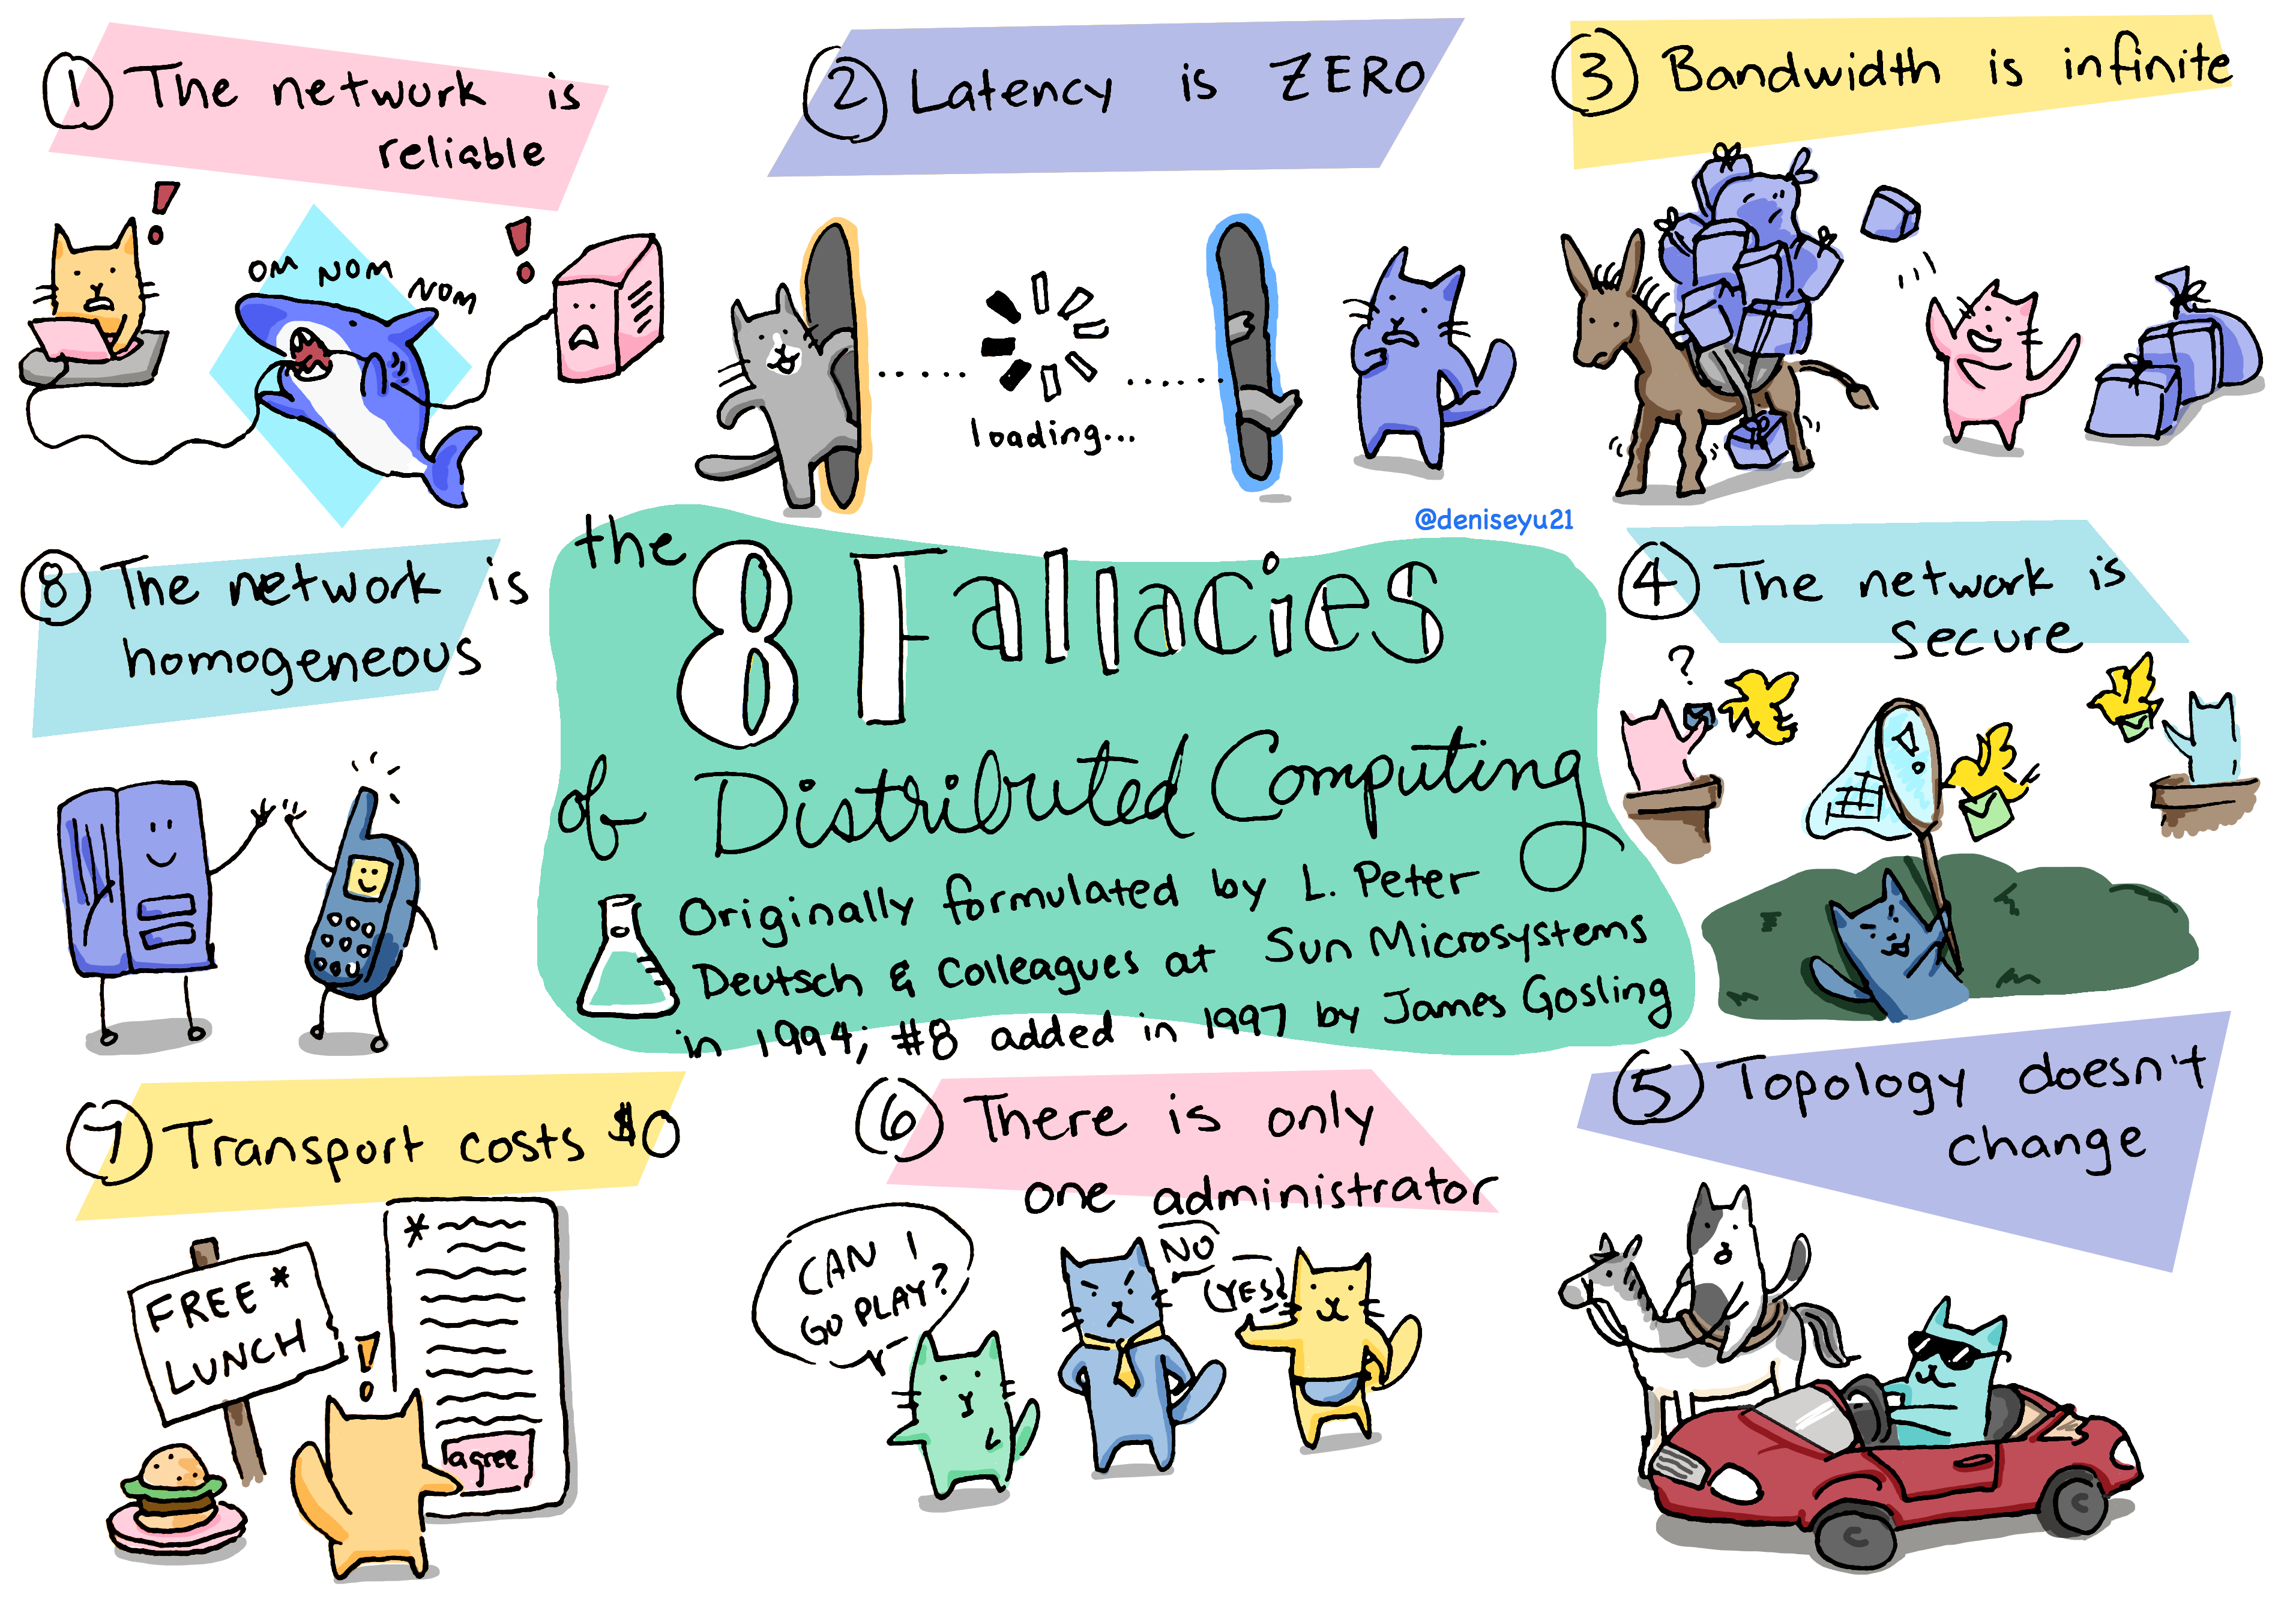 ① The network is
reliable
OM NOM NOM
! !
② Latency is ZERO
loading...
③ Bandwidth is infinite
@deniseyu21
the 8 Fallacies
of Distributed Computing
Originally formulated by L. Peter
Deutsch & Colleagues at Sun Microsystems
in 1994; #8 added in 1997 by James Gosling
④ The network is
secure
?
!
⑤ Topology doesn't
change
⑥ There is only
one administrator
CAN I
GO PLAY?
NO
YES
⑦ Transport costs $0
FREE *
LUNCH
!
*
agree
⑧ The network is
homogeneous